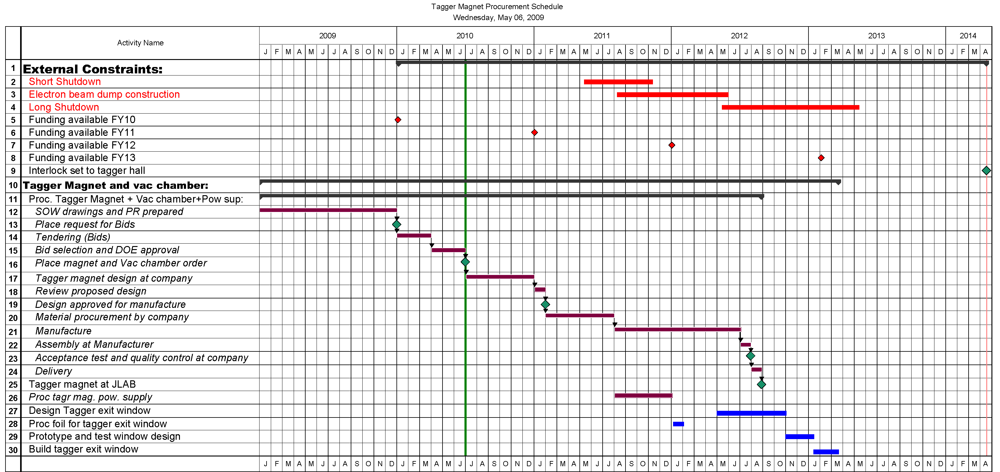 Tagger Magnet Procurement Schedule
Wednesday, May 06, 2009
Activity Name
2009 2010 2011 2012 2013 2014
J F M A M J J A S O N D J F M A M J J A S O N D J F M A M J J A S O N D J F M A M J J A S O N D J F M A M J J A S O N D J F M A
1 External Constraints:
2 Short Shutdown
3 Electron beam dump construction
4 Long Shutdown
5 Funding available FY10
6 Funding available FY11
7 Funding available FY12
8 Funding available FY13
9 Interlock set to tagger hall
10 Tagger Magnet and vac chamber:
11 Proc. Tagger Magnet + Vac chamber+Pow sup:
12 SOW drawings and PR prepared
13 Place request for Bids
14 Tendering (Bids)
15 Bid selection and DOE approval
16 Place magnet and Vac chamber order
17 Tagger magnet design at company
18 Review proposed design
19 Design approved for manufacture
20 Material procurement by company
21 Manufacture
22 Assembly at Manufacturer
23 Acceptance test and quality control at company
24 Delivery
25 Tagger magnet at JLAB
26 Proc tagr mag. pow. supply
27 Design Tagger exit window
28 Proc foil for tagger exit window
29 Prototype and test window design
30 Build tagger exit window
J F M A M J J A S O N D J F M A M J J A S O N D J F M A M J J A S O N D J F M A M J J A S O N D J F M A M J J A S O N D J F M A